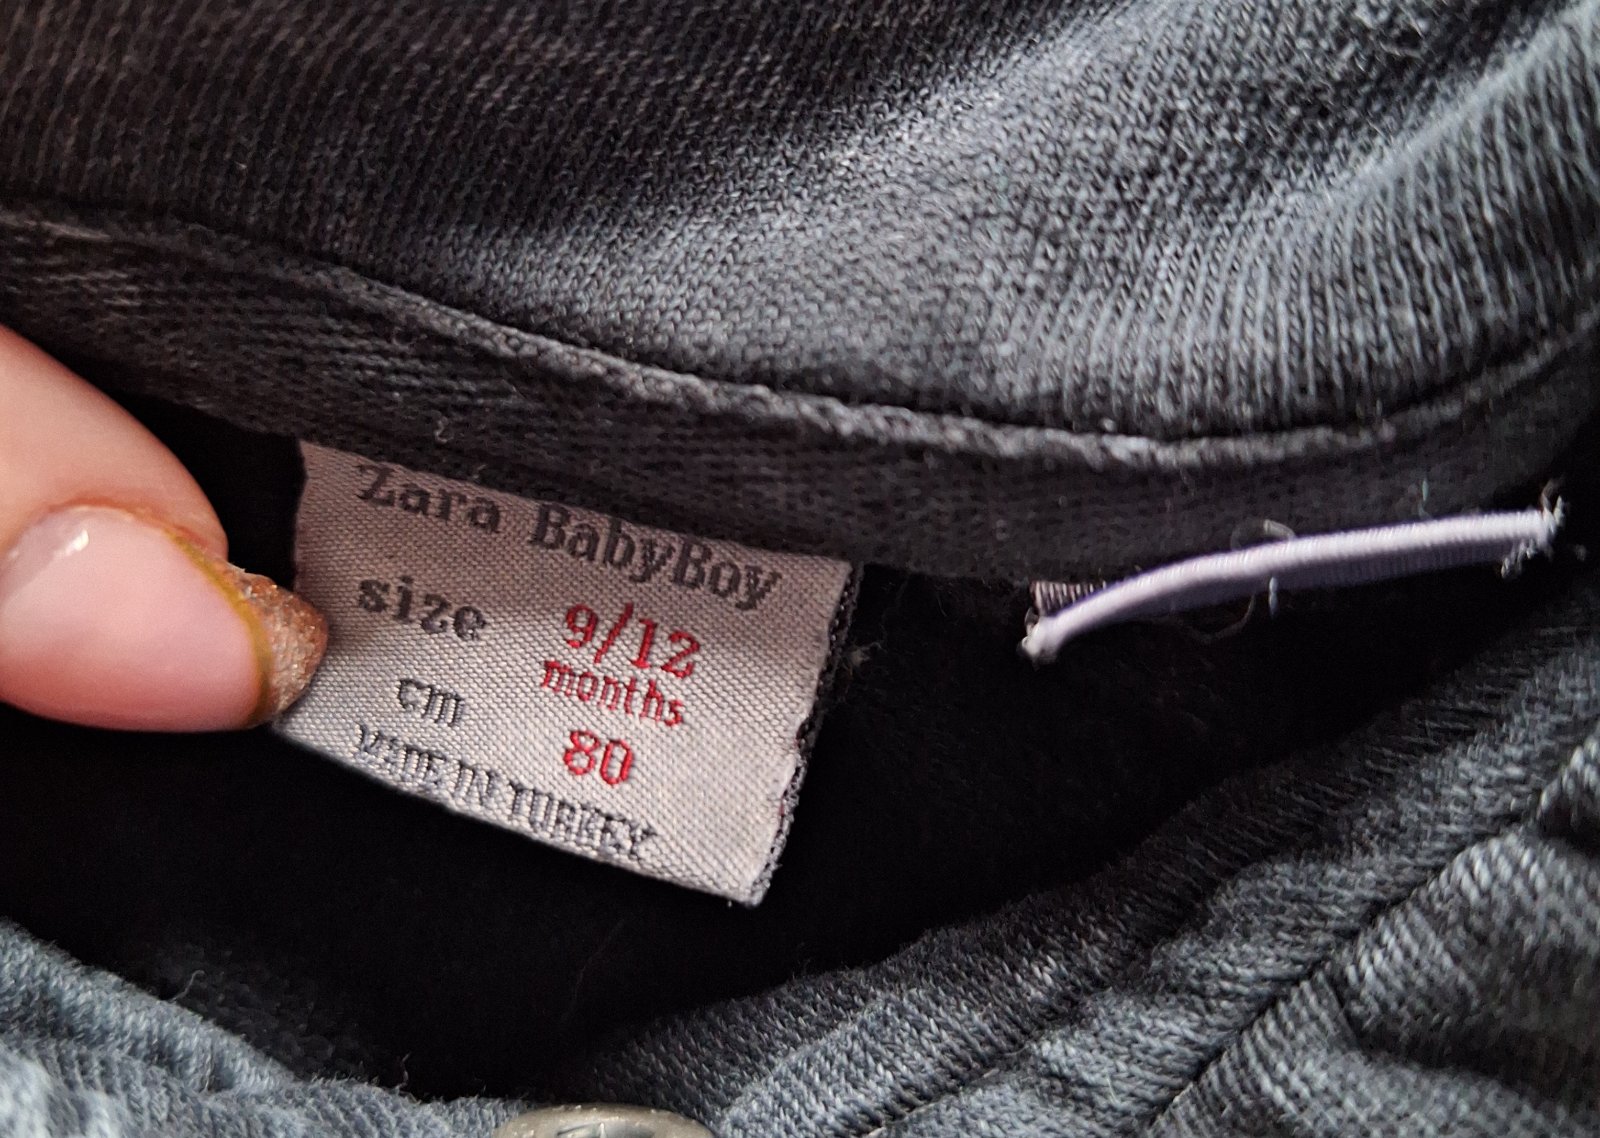 Zara BabyBoy
size 9/12
months
cm 80
MADE IN TURKEY